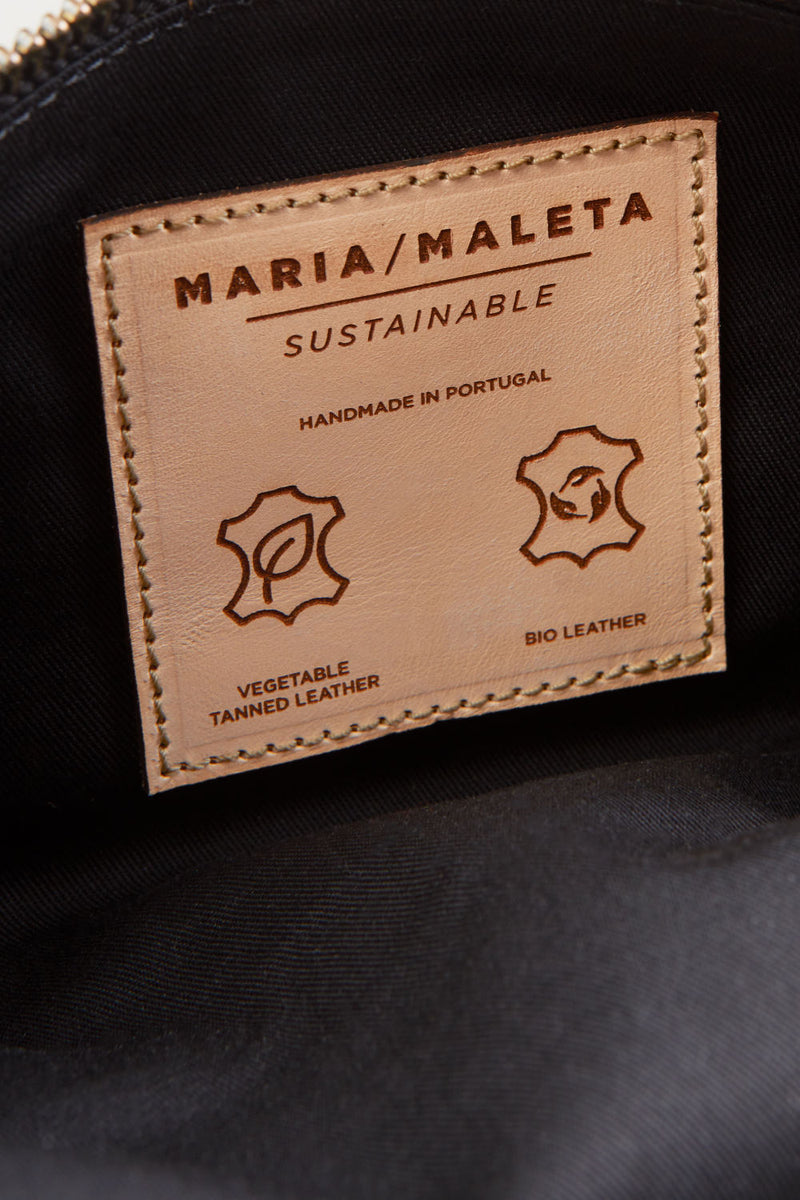 MARIA/MALETA
SUSTAINABLE
HANDMADE IN PORTUGAL
VEGETABLE
TANNED LEATHER
BIO LEATHER